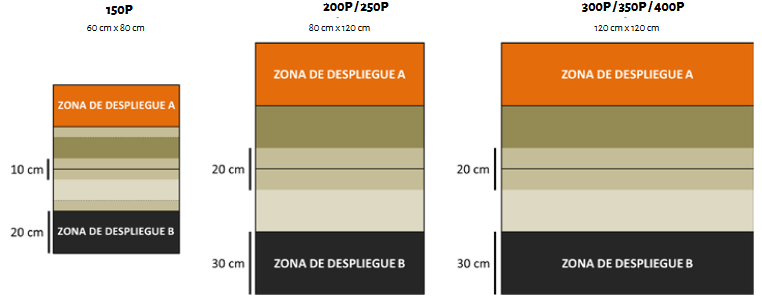 150P
60 cm x 80 cm
ZONA DE DESPLIEGUE A
10 cm
20 cm
ZONA DE DESPLIEGUE B
200P / 250P
80 cm x 120 cm
ZONA DE DESPLIEGUE A
20 cm
30 cm
ZONA DE DESPLIEGUE B
300P / 350P / 400P
120 cm x 120 cm
ZONA DE DESPLIEGUE A
20 cm
30 cm
ZONA DE DESPLIEGUE B